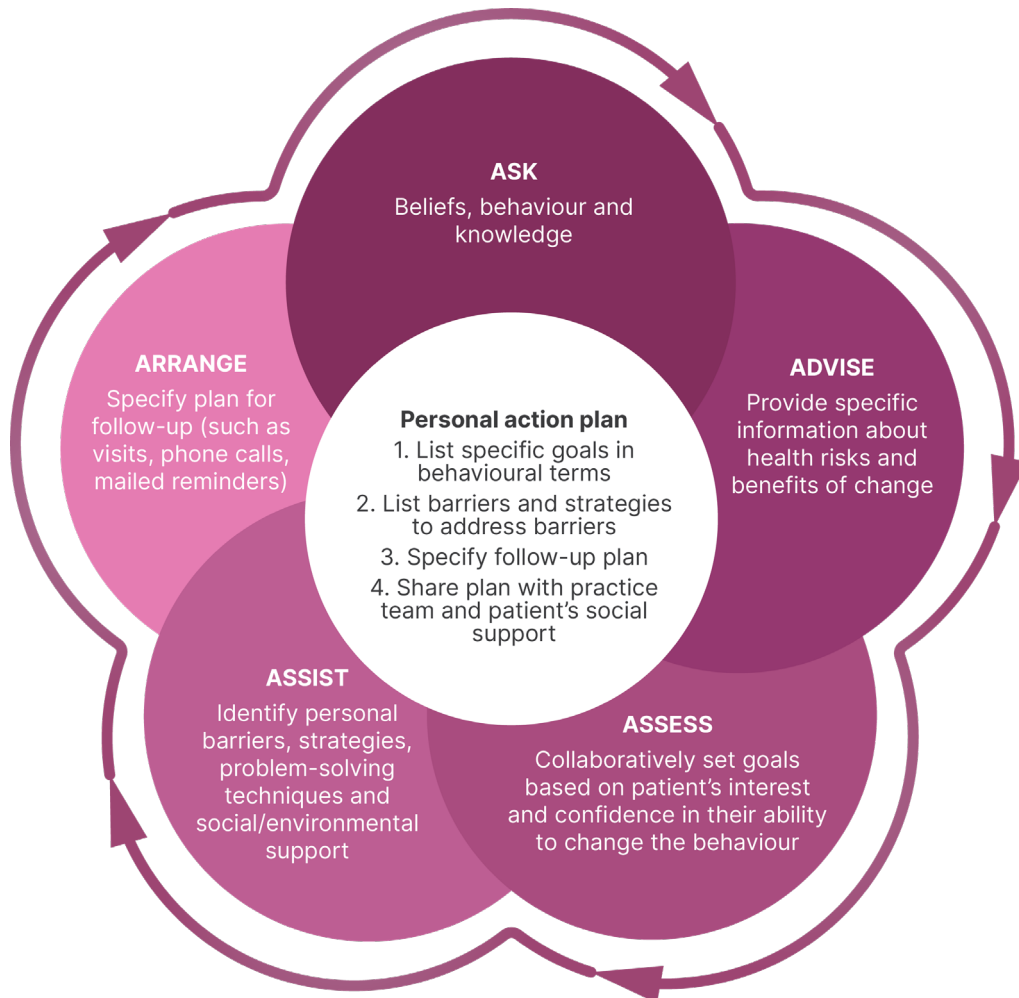 ASK
Beliefs, behaviour and
knowledge
ADVISE
Provide specific
information about
health risks and
benefits of change
ASSESS
Collaboratively set goals
based on patient’s interest
and confidence in their ability
to change the behaviour
ASSIST
Identify personal
barriers, strategies,
problem-solving
techniques and
social/environmental
support
ARRANGE
Specify plan for
follow-up (such as
visits, phone calls,
mailed reminders)
Personal action plan
1. List specific goals in
behavioural terms
2. List barriers and strategies
to address barriers
3. Specify follow-up plan
4. Share plan with practice
team and patient’s social
support